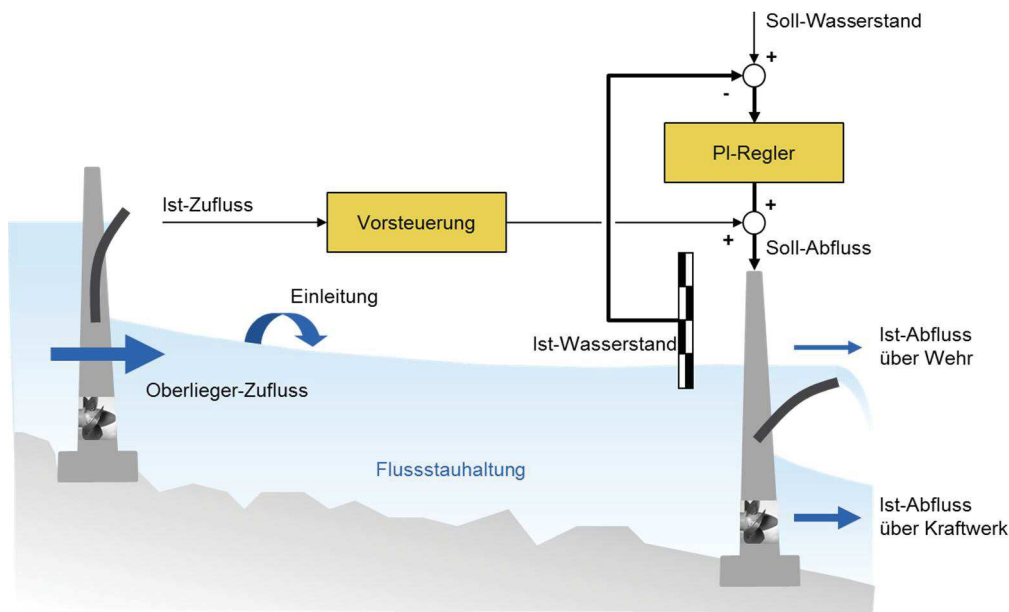 Soll-Wasserstand
+
-
PI-Regler
Ist-Zufluss
Vorsteuerung
+
+
Soll-Abfluss
Einleitung
Ist-Wasserstand
Ist-Abfluss
über Wehr
Oberlieger-Zufluss
Flussstauhaltung
Ist-Abfluss
über Kraftwerk